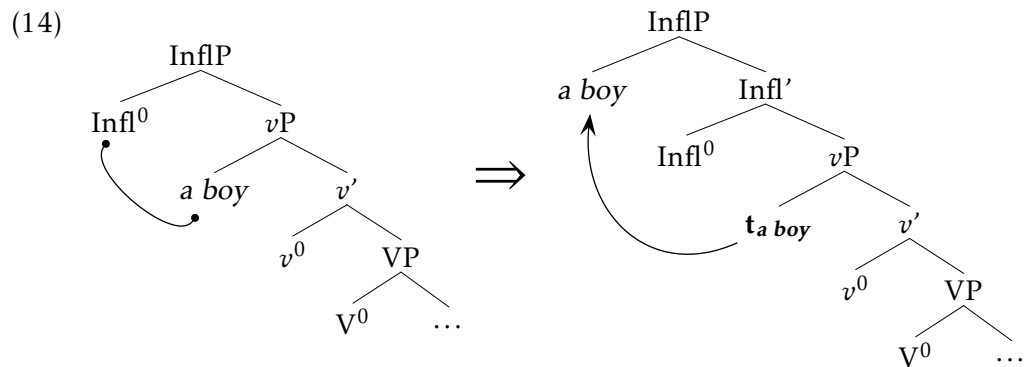 (14)
InflP
Infl⁰ vP
a boy v'
v⁰ VP
V⁰ …
⇒
InflP
a boy Infl'
Infl⁰ vP
t a boy v'
v⁰ VP
V⁰ …